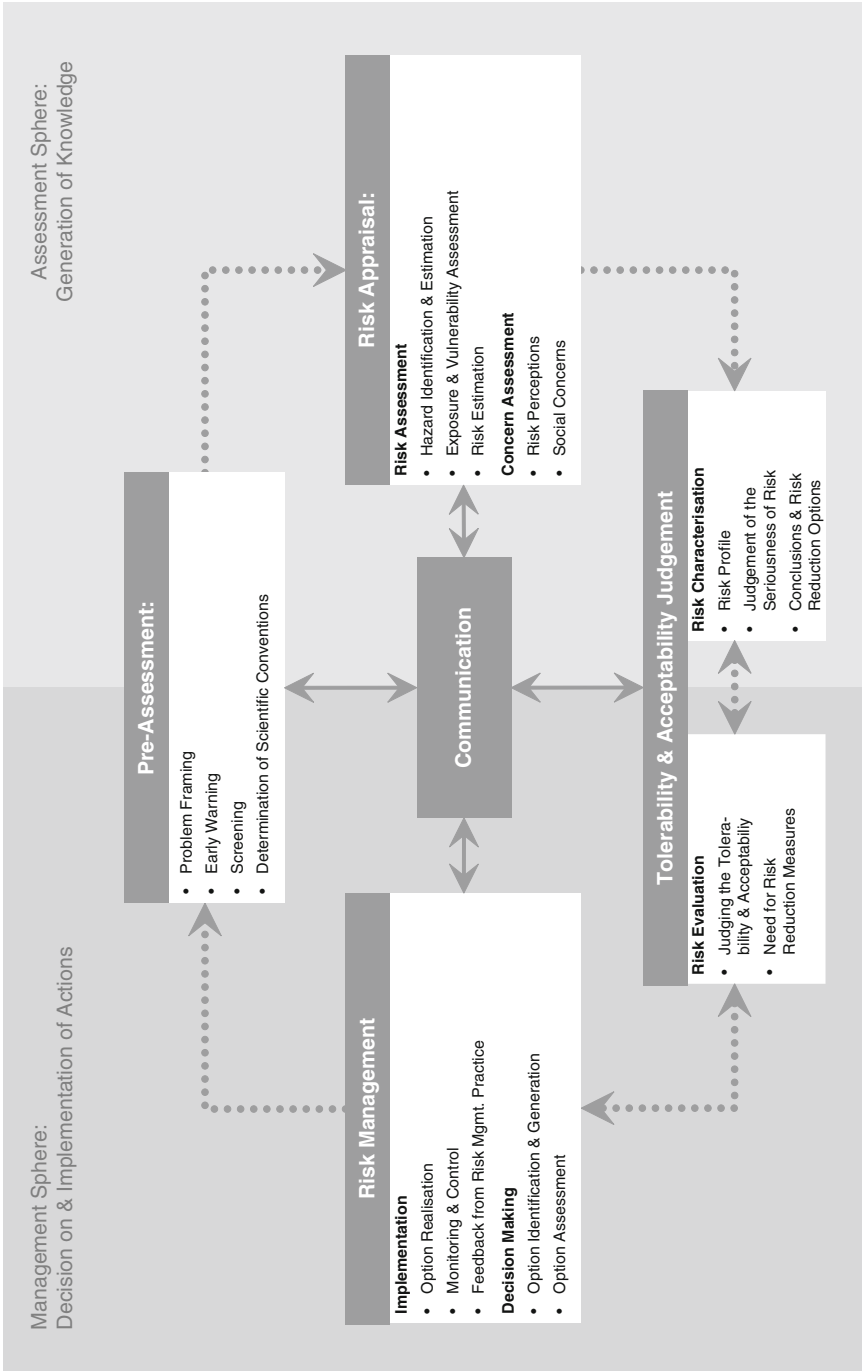 Management Sphere:
Decision on & Implementation of Actions
Assessment Sphere:
Generation of Knowledge
Pre-Assessment:
• Problem Framing
• Early Warning
• Screening
• Determination of Scientific Conventions
Risk Management
Implementation
• Option Realisation
• Monitoring & Control
• Feedback from Risk Mgmt. Practice
Decision Making
• Option Identification & Generation
• Option Assessment
Communication
Risk Appraisal:
Risk Assessment
• Hazard Identification & Estimation
• Exposure & Vulnerability Assessment
• Risk Estimation
Concern Assessment
• Risk Perceptions
• Social Concerns
Tolerability & Acceptability Judgement
Risk Evaluation
• Judging the Tolera-
bility & Acceptability
• Need for Risk
Reduction Measures
Risk Characterisation
• Risk Profile
• Judgement of the
Seriousness of Risk
• Conclusions & Risk
Reduction Options